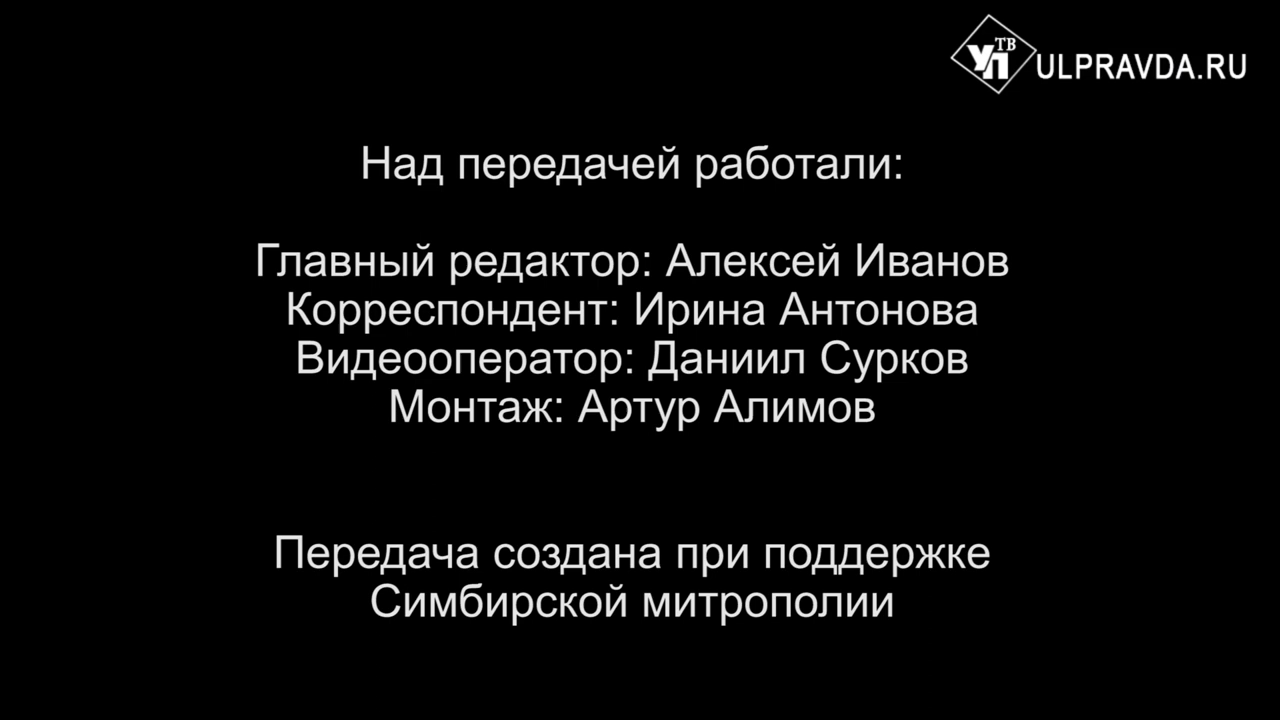 ТВ
УП
ULPRAVDA.RU
Над передачей работали:
Главный редактор: Алексей Иванов
Корреспондент: Ирина Антонова
Видеооператор: Даниил Сурков
Монтаж: Артур Алимов
Передача создана при поддержке
Симбирской митрополии